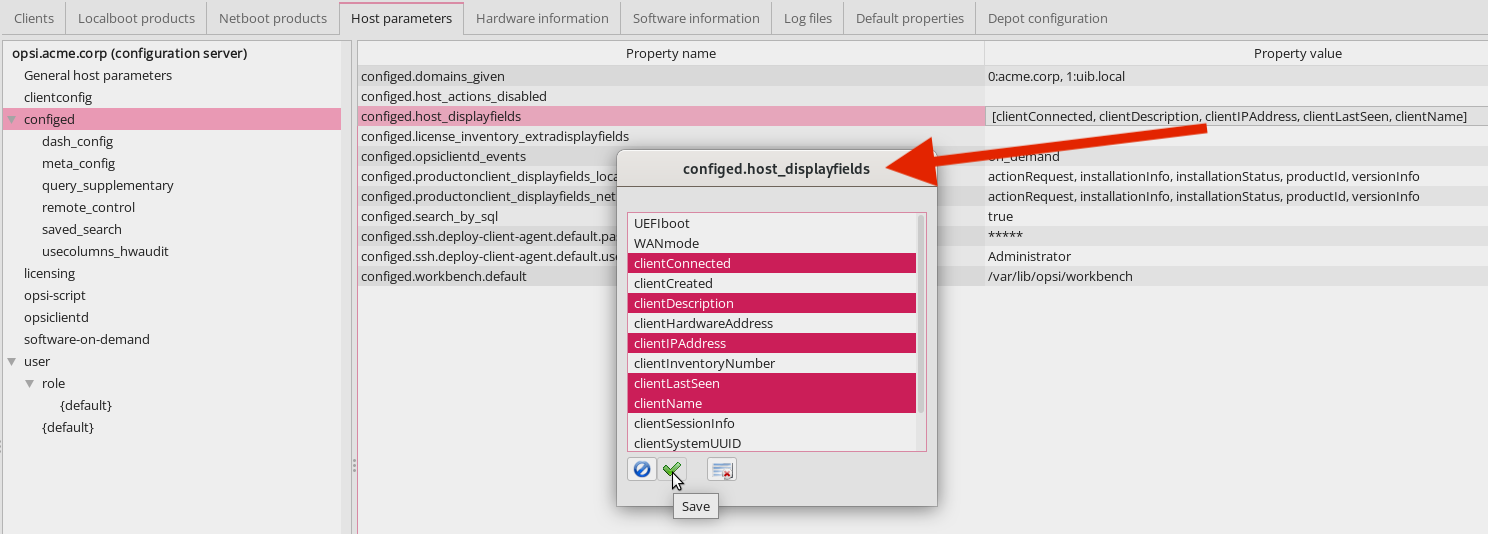 Clients Localboot products Netboot products Host parameters Hardware information Software information Log files Default properties Depot configuration
opsi.acme.corp (configuration server)
General host parameters
clientconfig
configed
dash_config
meta_config
query_supplementary
remote_control
saved_search
usecolumns_hwaudit
licensing
opsi-script
opsiclientd
software-on-demand
user
role
{default}
{default}
Property name Property value
configed.domains_given 0:acme.corp, 1:uib.local
configed.host_actions_disabled
configed.host_displayfields [clientConnected, clientDescription, clientIPAddress, clientLastSeen, clientName]
configed.license_inventory_extradisplayfields
configed.opsiclientd_events on_demand
configed.productonclient_displayfields_loca actionRequest, installationInfo, installationStatus, productId, versionInfo
configed.productonclient_displayfields_net actionRequest, installationInfo, installationStatus, productId, versionInfo
configed.search_by_sql true
configed.ssh.deploy-client-agent.default.pa *****
configed.ssh.deploy-client-agent.default.us Administrator
configed.workbench.default /var/lib/opsi/workbench
configed.host_displayfields
UEFIboot
WANmode
clientConnected
clientCreated
clientDescription
clientHardwareAddress
clientIPAddress
clientInventoryNumber
clientLastSeen
clientName
clientSessionInfo
clientSystemUUID
Save